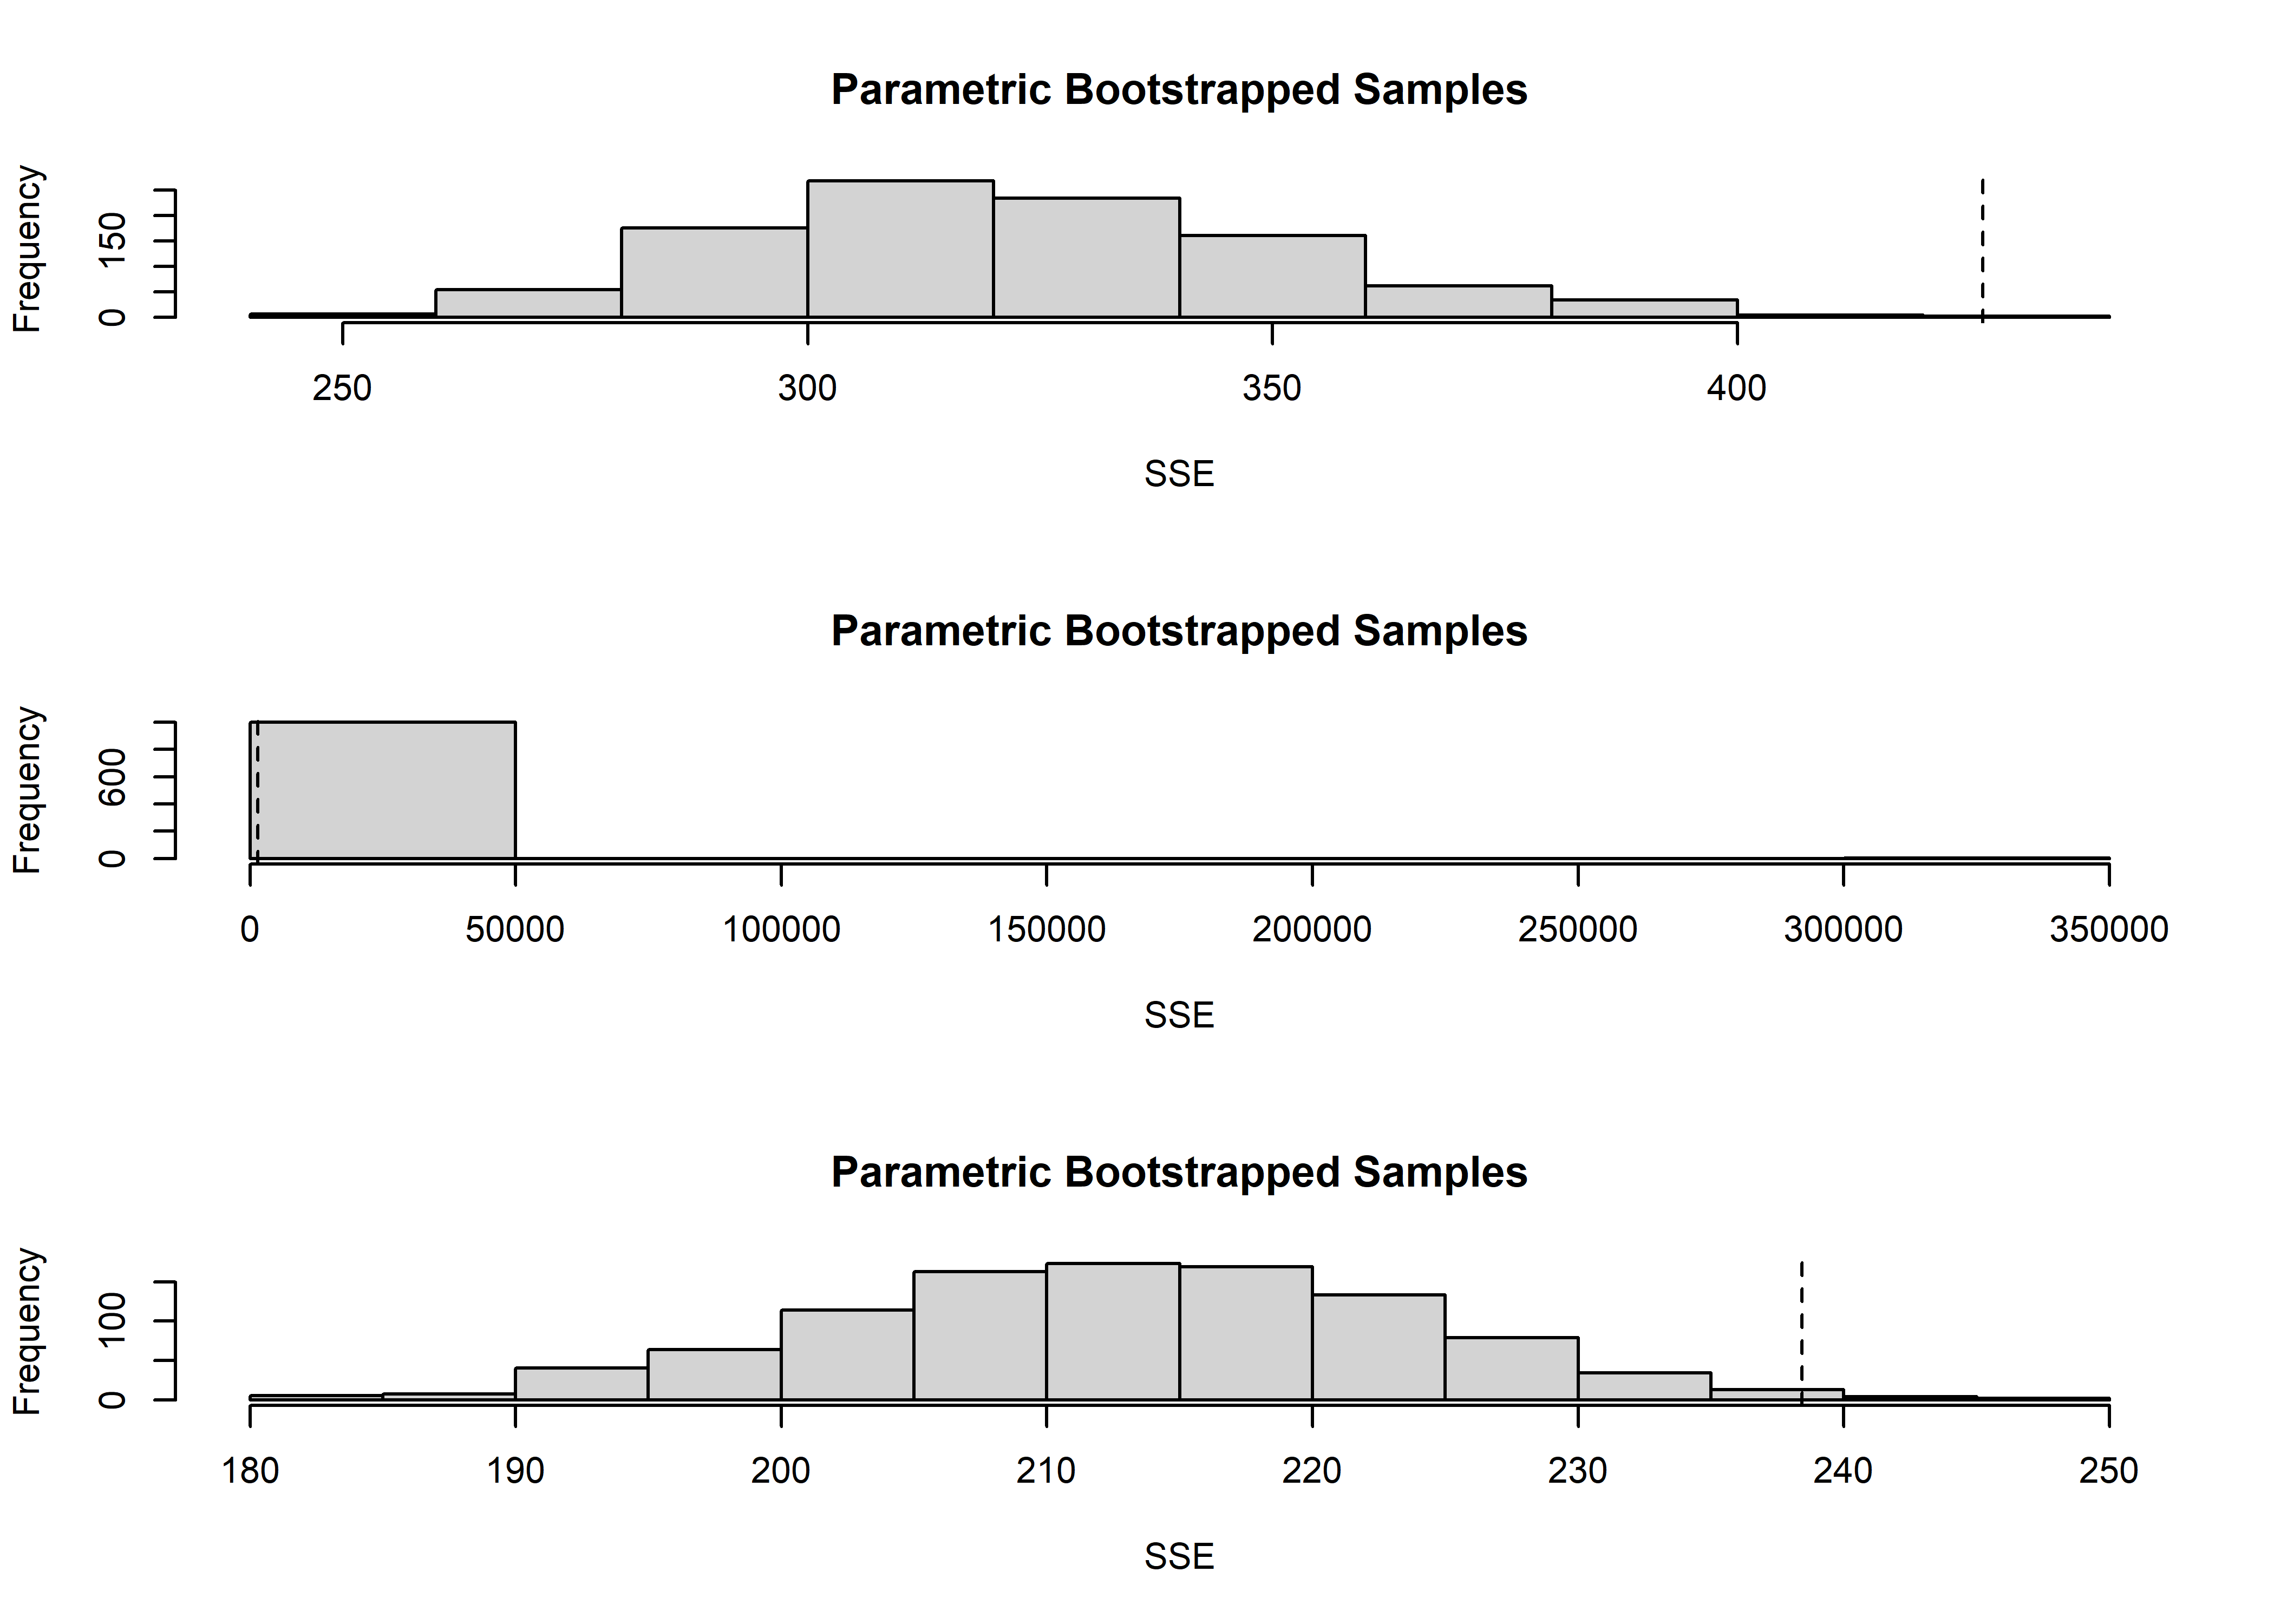 Parametric Bootstrapped Samples
Frequency
0 150
250 300 350 400
SSE
Parametric Bootstrapped Samples
Frequency
0 600
0 50000 100000 150000 200000 250000 300000 350000
SSE
Parametric Bootstrapped Samples
Frequency
0 100
180 190 200 210 220 230 240 250
SSE